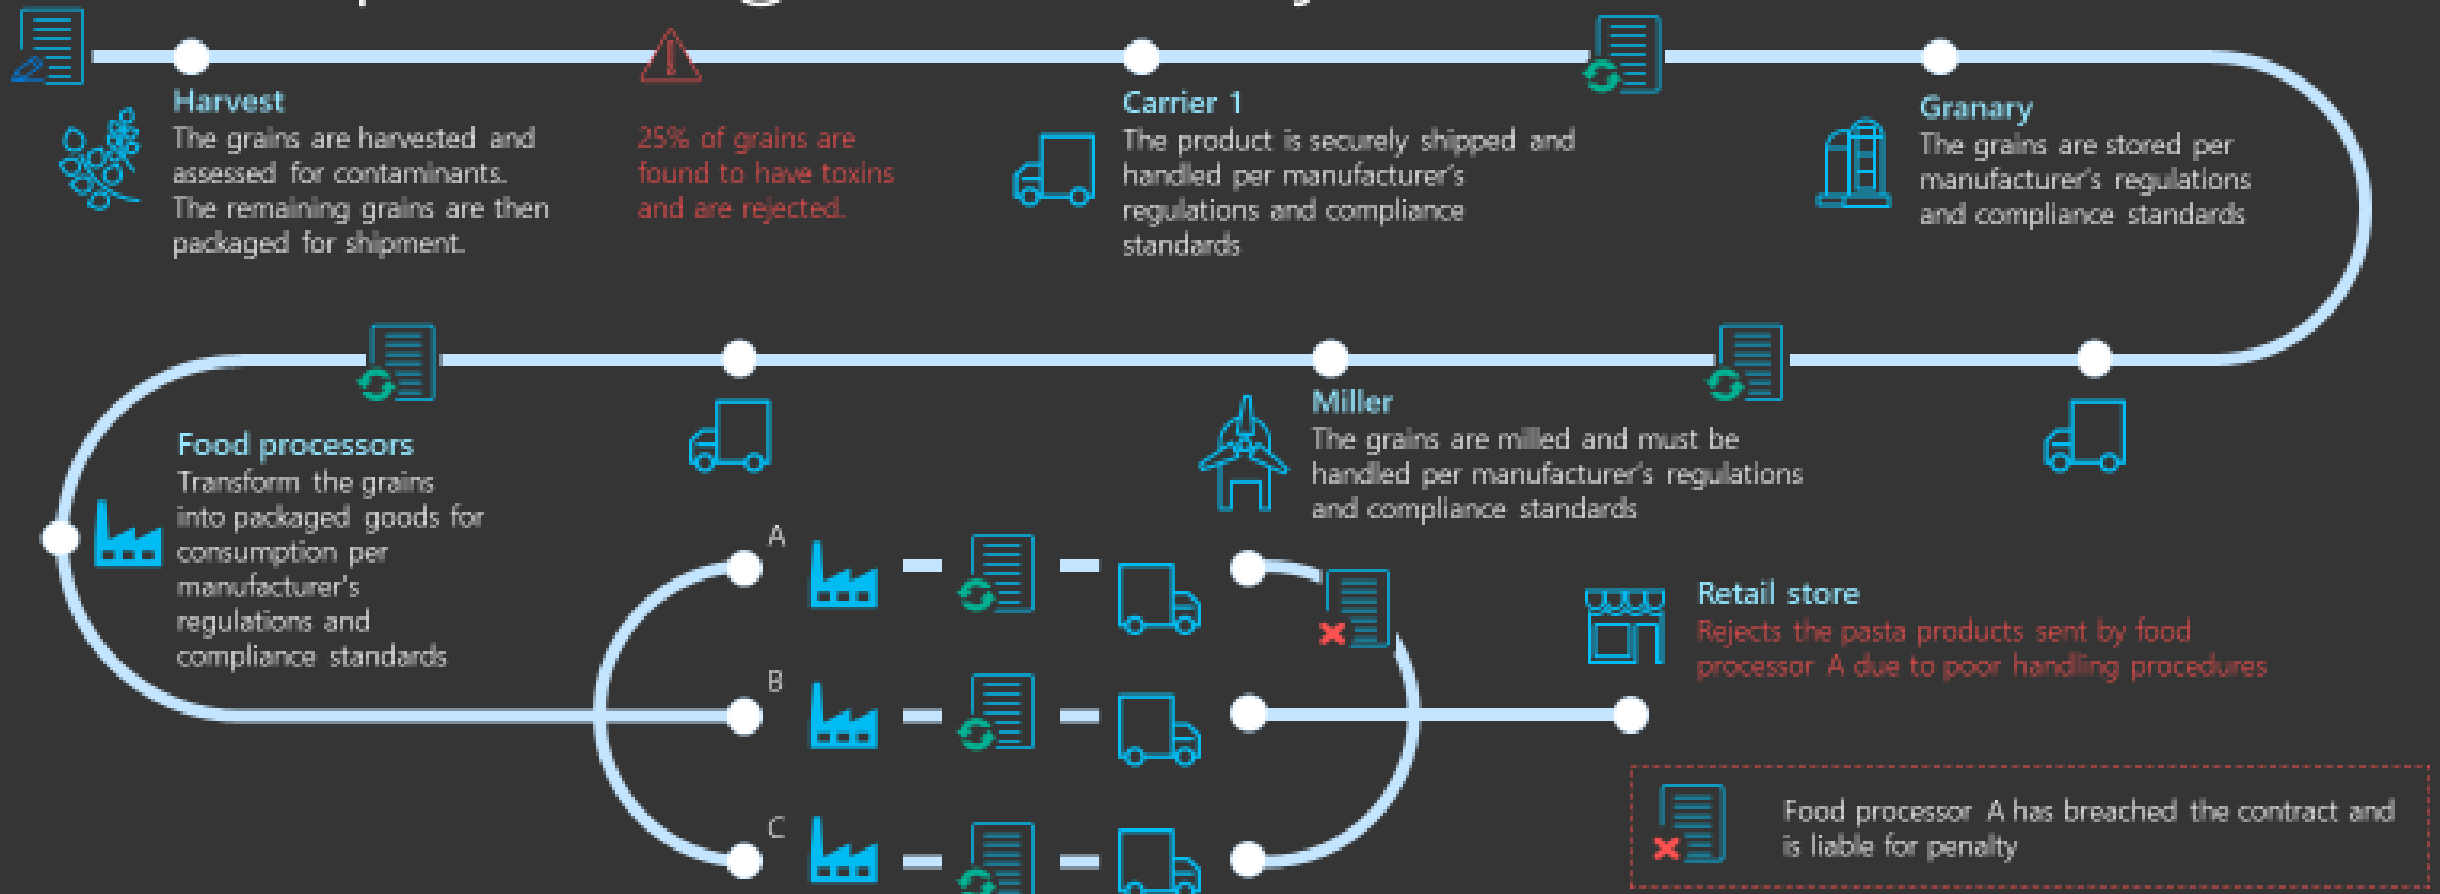 Harvest
The grains are harvested and
assessed for contaminants.
The remaining grains are then
packaged for shipment.
25% of grains are
found to have toxins
and are rejected.
Carrier 1
The product is securely shipped and
handled per manufacturer's
regulations and compliance
standards
Granary
The grains are stored per
manufacturer's regulations
and compliance standards
Miller
The grains are milled and must be
handled per manufacturer's regulations
and compliance standards
Food processors
Transform the grains
into packaged goods for
consumption per
manufacturer's
regulations and
compliance standards
A
B
C
Retail store
Rejects the pasta products sent by food
processor A due to poor handling procedures
Food processor A has breached the contract and
is liable for penalty